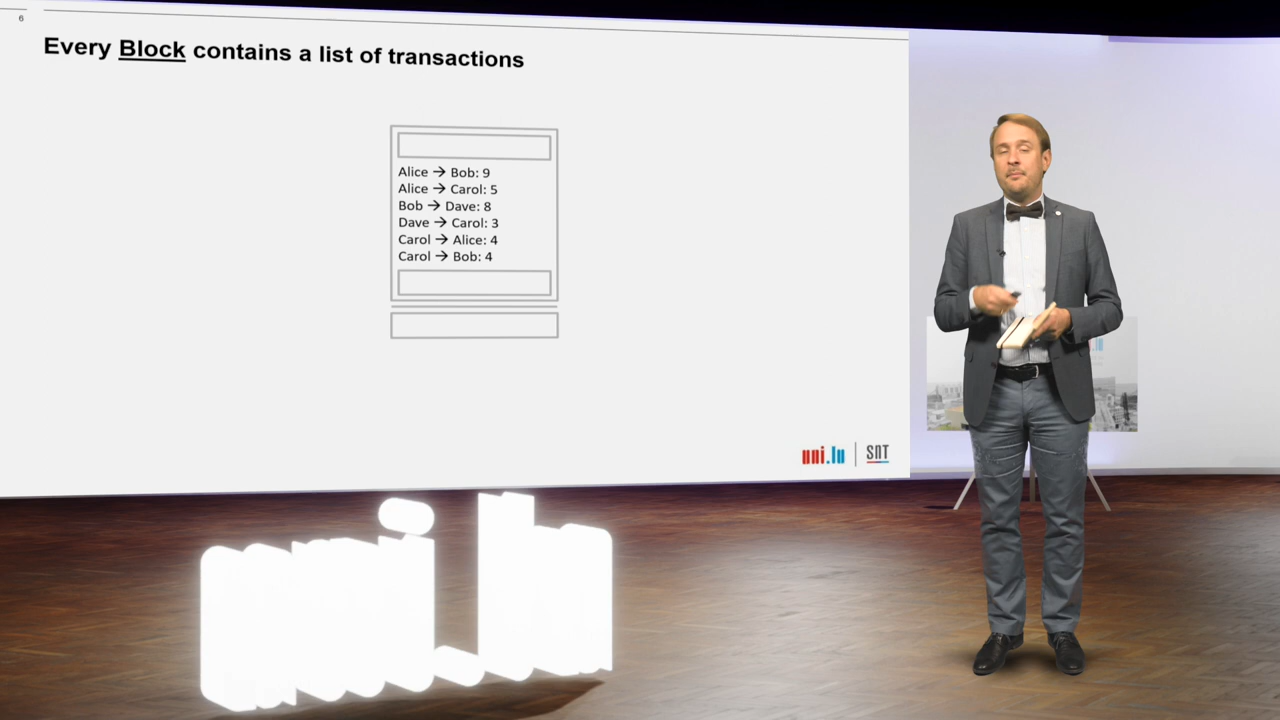 6
Every Block contains a list of transactions
Alice → Bob: 9
Alice → Carol: 5
Bob → Dave: 8
Dave → Carol: 3
Carol → Alice: 4
Carol → Bob: 4
uni.lu | SNT